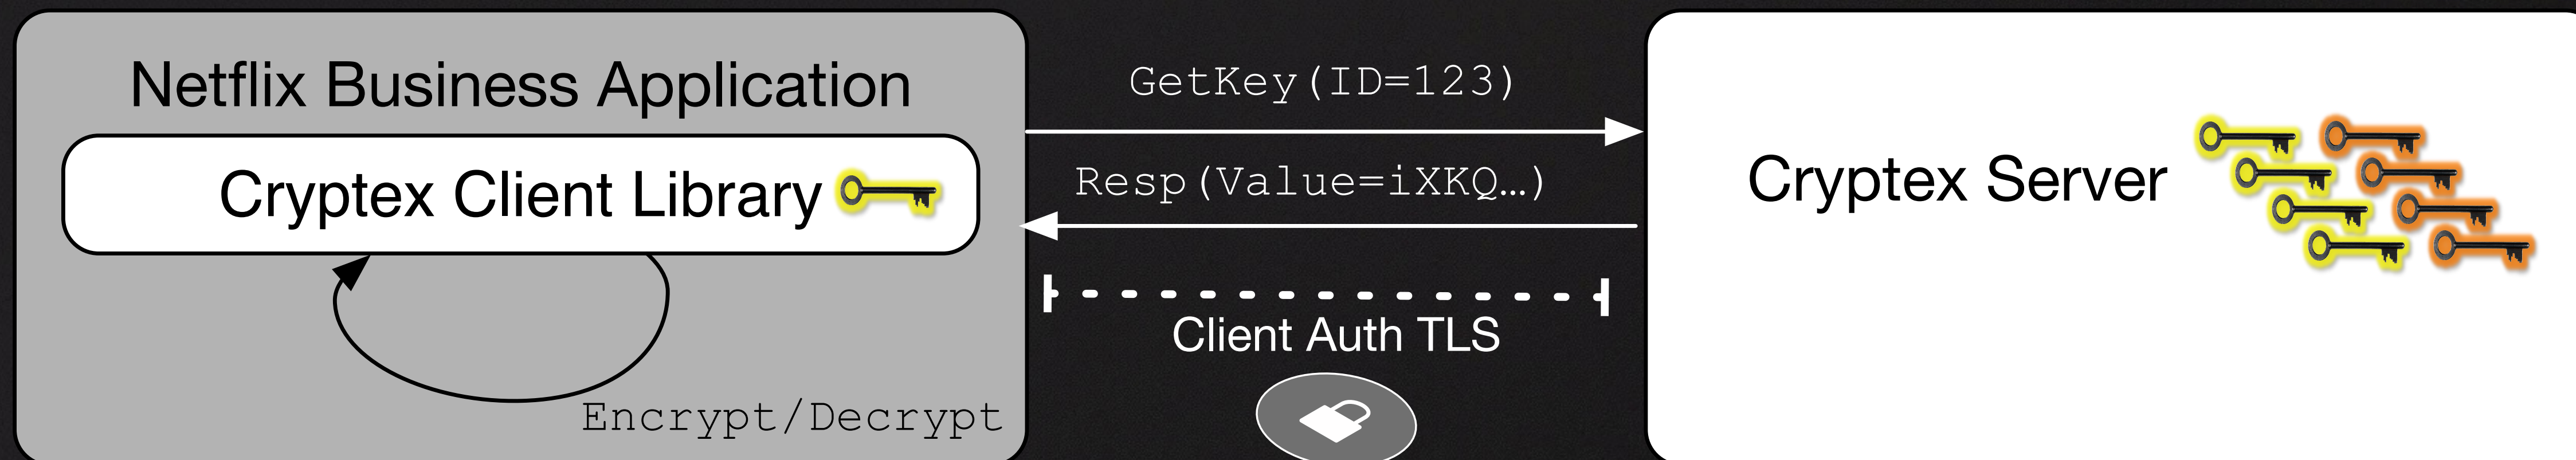 Netflix Business Application
Cryptex Client Library
Encrypt/Decrypt
GetKey(ID=123)
Resp(Value=iXKQ…)
Client Auth TLS
Cryptex Server